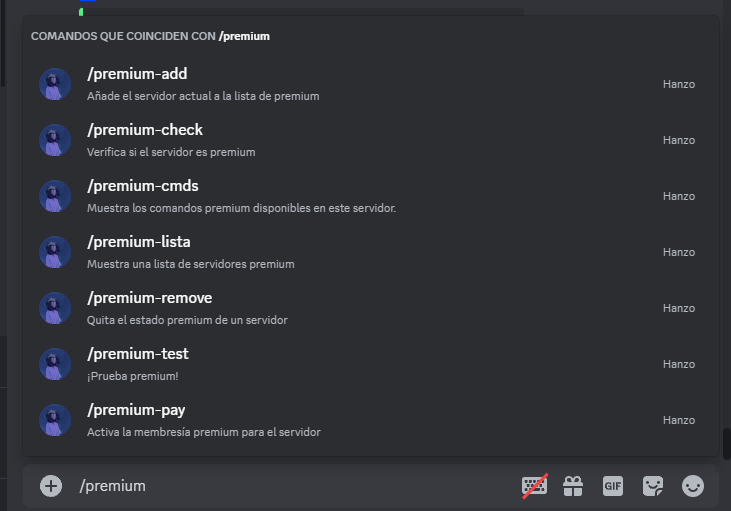 COMANDOS QUE COINCIDEN CON /premium
/premium-add
Añade el servidor actual a la lista de premium
Hanzo
/premium-check
Verifica si el servidor es premium
Hanzo
/premium-cmds
Muestra los comandos premium disponibles en este servidor.
Hanzo
/premium-lista
Muestra una lista de servidores premium
Hanzo
/premium-remove
Quita el estado premium de un servidor
Hanzo
/premium-test
¡Prueba premium!
Hanzo
/premium-pay
Activa la membresía premium para el servidor
Hanzo
/premium
GIF